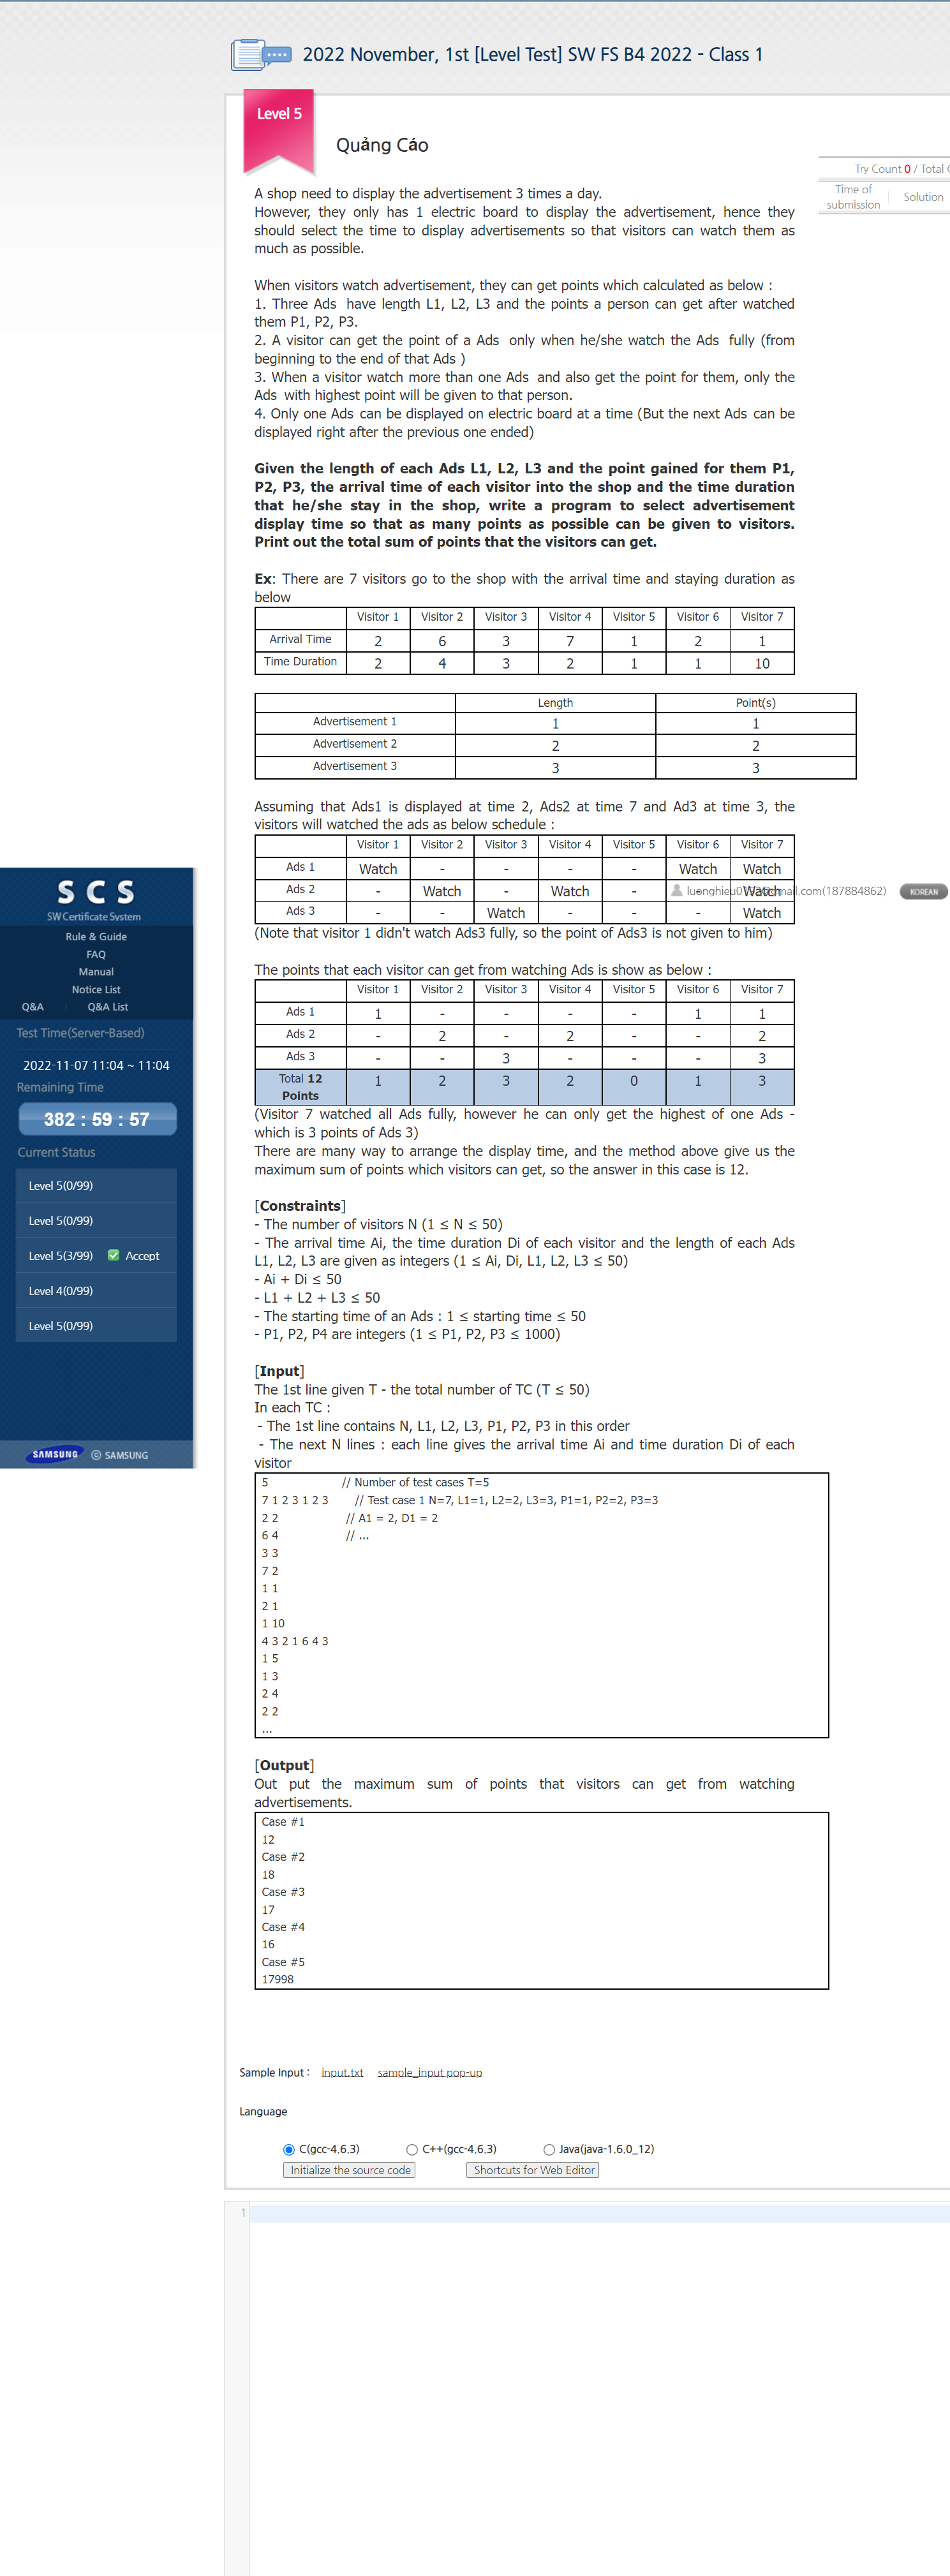 2022 November, 1st [Level Test] SW FS B4 2022 - Class 1
Level 5
Quảng Cáo
Try Count 0 / Total
Time of submission
Solution
A shop need to display the advertisement 3 times a day.
However, they only has 1 electric board to display the advertisement, hence they
should select the time to display advertisements so that visitors can watch them as
much as possible.
When visitors watch advertisement, they can get points which calculated as below :
1. Three Ads have length L1, L2, L3 and the points a person can get after watched
them P1, P2, P3.
2. A visitor can get the point of a Ads only when he/she watch the Ads fully (from
beginning to the end of that Ads )
3. When a visitor watch more than one Ads and also get the point for them, only the
Ads with highest point will be given to that person.
4. Only one Ads can be displayed on electric board at a time (But the next Ads can be
displayed right after the previous one ended)
Given the length of each Ads L1, L2, L3 and the point gained for them P1,
P2, P3, the arrival time of each visitor into the shop and the time duration
that he/she stay in the shop, write a program to select advertisement
display time so that as many points as possible can be given to visitors.
Print out the total sum of points that the visitors can get.
Ex: There are 7 visitors go to the shop with the arrival time and staying duration as
below
Visitor 1 Visitor 2 Visitor 3 Visitor 4 Visitor 5 Visitor 6 Visitor 7
Arrival Time 2 6 3 7 1 2 1
Time Duration 2 4 3 2 1 1 10
Length Point(s)
Advertisement 1 1 1
Advertisement 2 2 2
Advertisement 3 3 3
Assuming that Ads1 is displayed at time 2, Ads2 at time 7 and Ad3 at time 3, the
visitors will watched the ads as below schedule :
Visitor 1 Visitor 2 Visitor 3 Visitor 4 Visitor 5 Visitor 6 Visitor 7
Ads 1 Watch - - - - Watch Watch
Ads 2 - Watch - Watch - - Watch
Ads 3 - - Watch - - - Watch
(Note that visitor 1 didn't watch Ads3 fully, so the point of Ads3 is not given to him)
KOREAN
The points that each visitor can get from watching Ads is show as below :
Visitor 1 Visitor 2 Visitor 3 Visitor 4 Visitor 5 Visitor 6 Visitor 7
Ads 1 1 - - - - 1 1
Ads 2 - 2 - 2 - - 2
Ads 3 - - 3 - - - 3
Total 12 Points 1 2 3 2 0 1 3
(Visitor 7 watched all Ads fully, however he can only get the highest of one Ads -
which is 3 points of Ads 3)
There are many way to arrange the display time, and the method above give us the
maximum sum of points which visitors can get, so the answer in this case is 12.
[Constraints]
- The number of visitors N (1 ≤ N ≤ 50)
- The arrival time Ai, the time duration Di of each visitor and the length of each Ads
L1, L2, L3 are given as integers (1 ≤ Ai, Di, L1, L2, L3 ≤ 50)
- Ai + Di ≤ 50
- L1 + L2 + L3 ≤ 50
- The starting time of an Ads : 1 ≤ starting time ≤ 50
- P1, P2, P4 are integers (1 ≤ P1, P2, P3 ≤ 1000)
[Input]
The 1st line given T - the total number of TC (T ≤ 50)
In each TC :
- The 1st line contains N, L1, L2, L3, P1, P2, P3 in this order
- The next N lines : each line gives the arrival time Ai and time duration Di of each
visitor
5 // Number of test cases T=5
7 1 2 3 1 2 3 // Test case 1 N=7, L1=1, L2=2, L3=3, P1=1, P2=2, P3=3
2 2 // A1 = 2, D1 = 2
6 4 // ...
3 3
7 2
1 1
2 1
1 10
4 3 2 1 6 4 3
1 5
1 3
2 4
2 2
...
[Output]
Out put the maximum sum of points that visitors can get from watching
advertisements.
Case #1
12
Case #2
18
Case #3
17
Case #4
16
Case #5
17998
Sample Input : input.txt sample_input pop-up
Language
C(gcc-4.6.3) C++(gcc-4.6.3) Java(java-1.6.0_12)
Initialize the source code Shortcuts for Web Editor
1
SCS
SW Certificate System
Rule & Guide
FAQ
Manual
Notice List
Q&A Q&A List
Test Time(Server-Based)
2022-11-07 11:04 ~ 11:04
Remaining Time
382 : 59 : 57
Current Status
Level 5(0/99)
Level 5(0/99)
Level 5(3/99) Accept
Level 4(0/99)
Level 5(0/99)
SAMSUNG ⓒ SAMSUNG